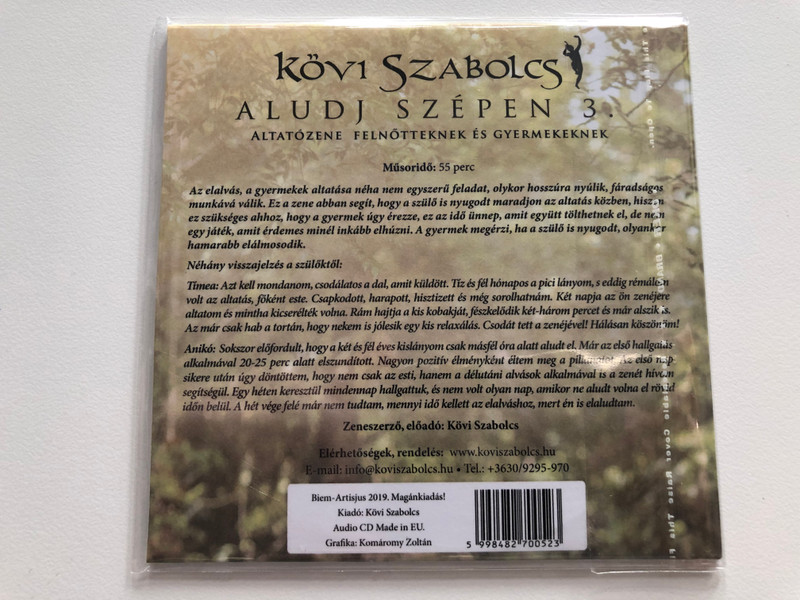 Kövi Szabolcs
ALUDJ SZÉPEN 3.
ALTATÓZENE FELNŐTTEKNEK ÉS GYERMEKEKNEK
Műsoridő: 55 perc
Az elalvás, a gyermekek altatása néha nem egyszerű feladat, olykor hosszúra nyúlik, fáradságos
munkává válik. Ez a zene abban segít, hogy a szülő is nyugodt maradjon az altatás közben, hiszen
ez szükséges ahhoz, hogy a gyermek úgy érezze, ez az idő ünnep, amit együtt tölthetnek el, de nem
egy játék, amit érdemes minél inkább elhúzni. A gyermek megérzi, ha a szülő is nyugodt, olyankor
hamarabb elálmosodik.
Néhány visszajelzés a szülőktől:
Tímea: Azt kell mondanom, csodálatos a dal, amit küldött. Tíz és fél hónapos a pici lányom, s eddig rémálom
volt az altatás, főként este. Csapkodott, harapott, hisztizett és még sorolhatnám. Két napja az ön zenéjére
altatom és mintha kicserélték volna. Rám hajtja a kis kobakját, fészkelődik két-három percet és már alszik is.
Az már csak hab a tortán, hogy nekem is jólesik egy kis relaxálás. Csodát tett a zenéjével! Hálásan köszönöm!
Anikó: Sokszor előfordult, hogy a két és fél éves kislányom csak másfél óra alatt aludt el. Már az első hallgatás
alkalmával 20-25 perc alatt elszundított. Nagyon pozitív élményként éltem meg a pillanatot. Az első nap
sikere után úgy döntöttem, hogy nem csak az esti, hanem a délutáni alvások alkalmával is a zenét hívom
segítségül. Egy héten keresztül mindennap hallgattuk, és nem volt olyan nap, amikor ne aludt volna el rövid
időn belül. A hét vége felé már nem tudtam, mennyi idő kellett az elalváshoz, mert én is elaludtam.
Zeneszerző, előadó: Kövi Szabolcs
Elérhetőségek, rendelés: www.koviszabolcs.hu
E-mail: info@koviszabolcs.hu • Tel.: +3630/9295-970
Biem-Artisjus 2019. Magánkiadás!
Kiadó: Kövi Szabolcs
Audio CD Made in EU.
Grafika: Komáromy Zoltán
5 998482 700523